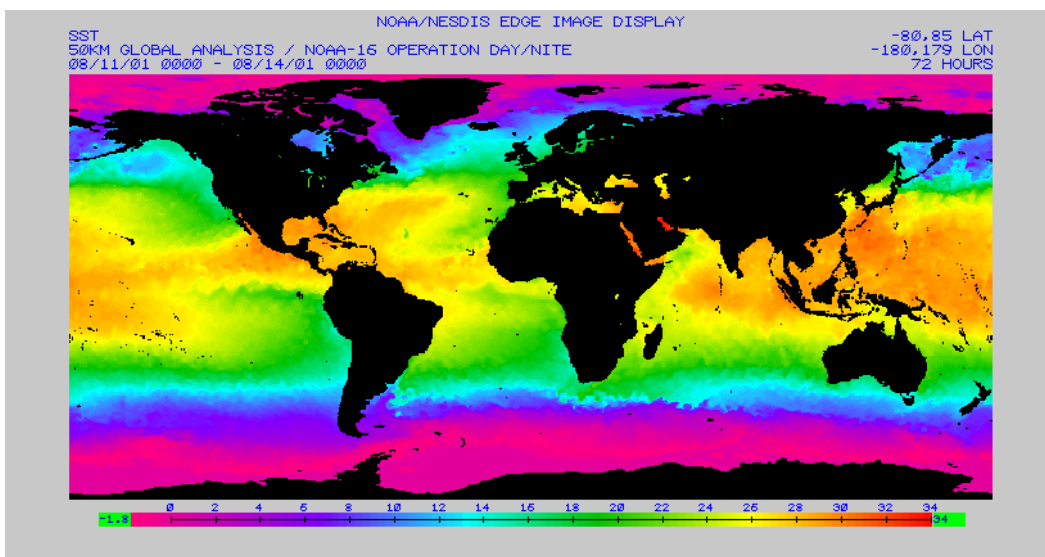 NOAA/NESDIS EDGE IMAGE DISPLAY
SST
-80,85 LAT
50KM GLOBAL ANALYSIS / NOAA-16 OPERATION DAY/NITE
-180,179 LON
08/11/01 0000 - 08/14/01 0000
72 HOURS
0 2 4 6 8 10 12 14 16 18 20 22 24 26 28 30 32 34
-1.8 34